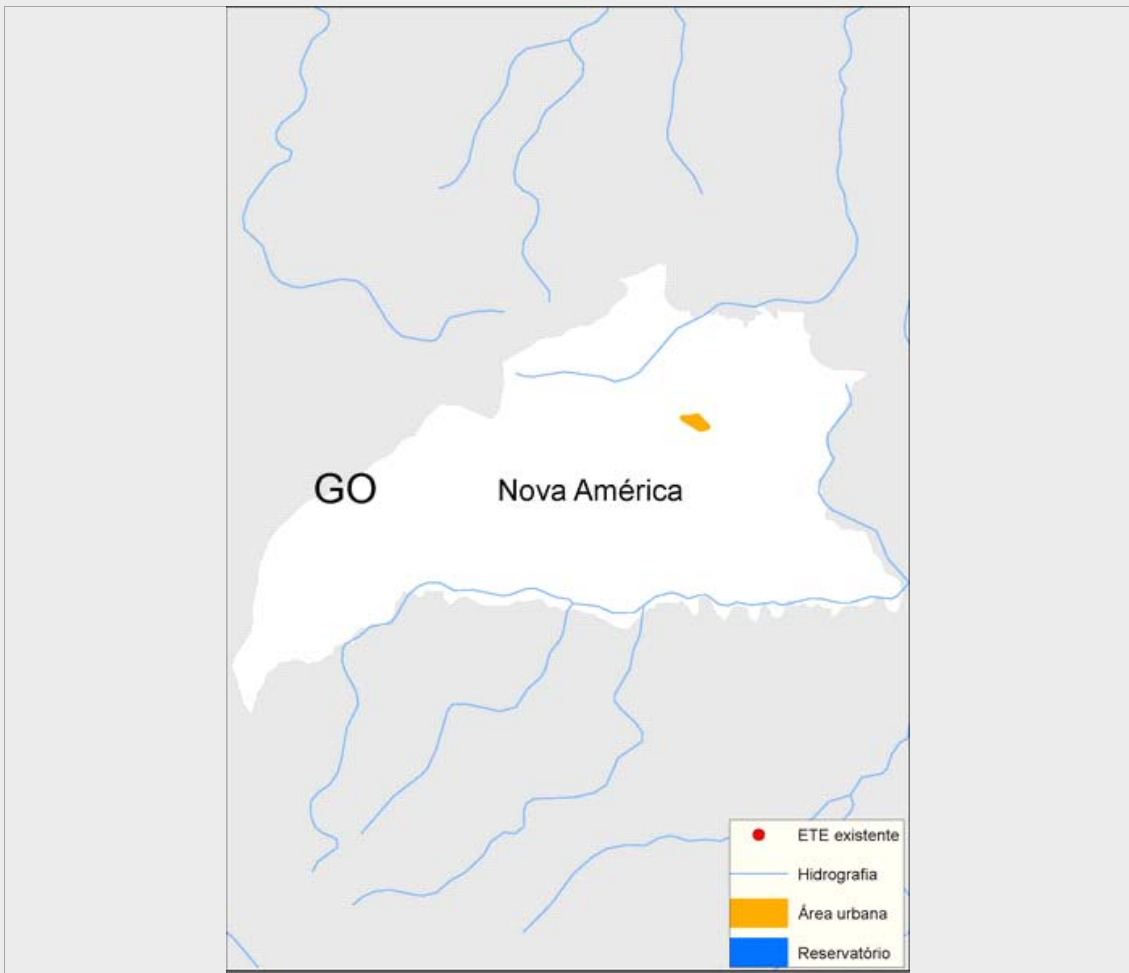 GO
Nova América
ETE existente
Hidrografia
Área urbana
Reservatório